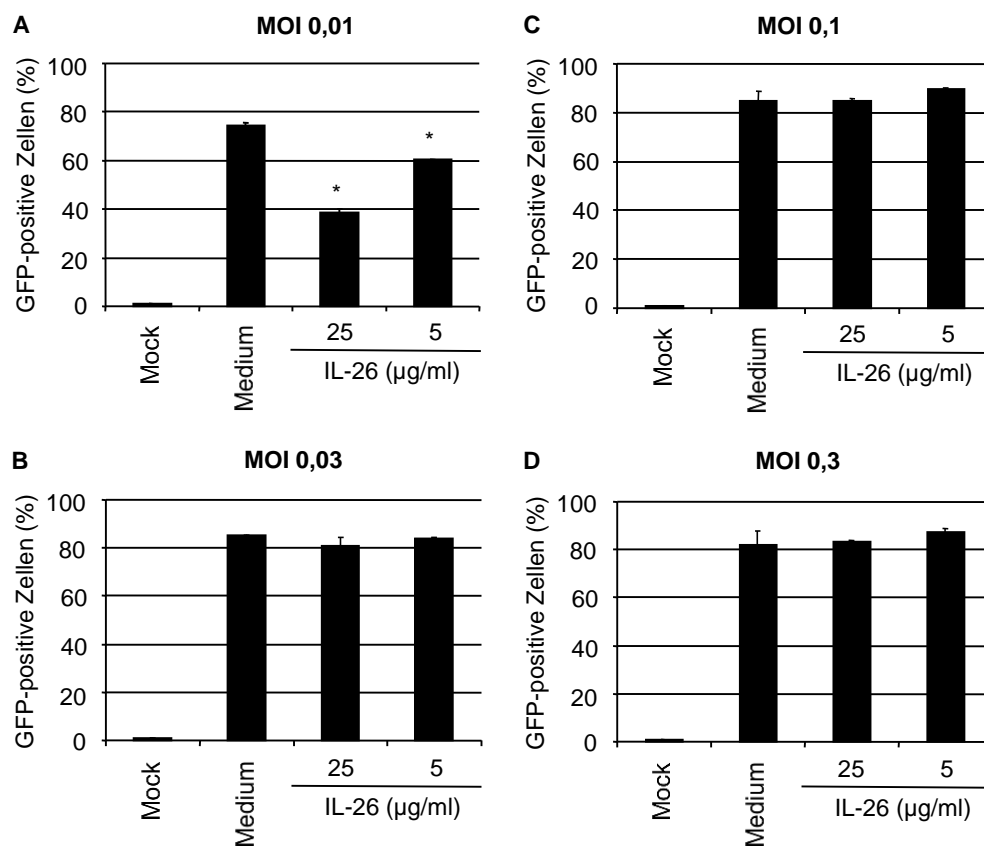 A
MOI 0,01
GFP-positive Zellen (%)
100
80
60
40
20
0
*
*
Mock
Medium
25
5
IL-26 (µg/ml)
C
MOI 0,1
GFP-positive Zellen (%)
100
80
60
40
20
0
Mock
Medium
25
5
IL-26 (µg/ml)
B
MOI 0,03
GFP-positive Zellen (%)
100
80
60
40
20
0
Mock
Medium
25
5
IL-26 (µg/ml)
D
MOI 0,3
GFP-positive Zellen (%)
100
80
60
40
20
0
Mock
Medium
25
5
IL-26 (µg/ml)